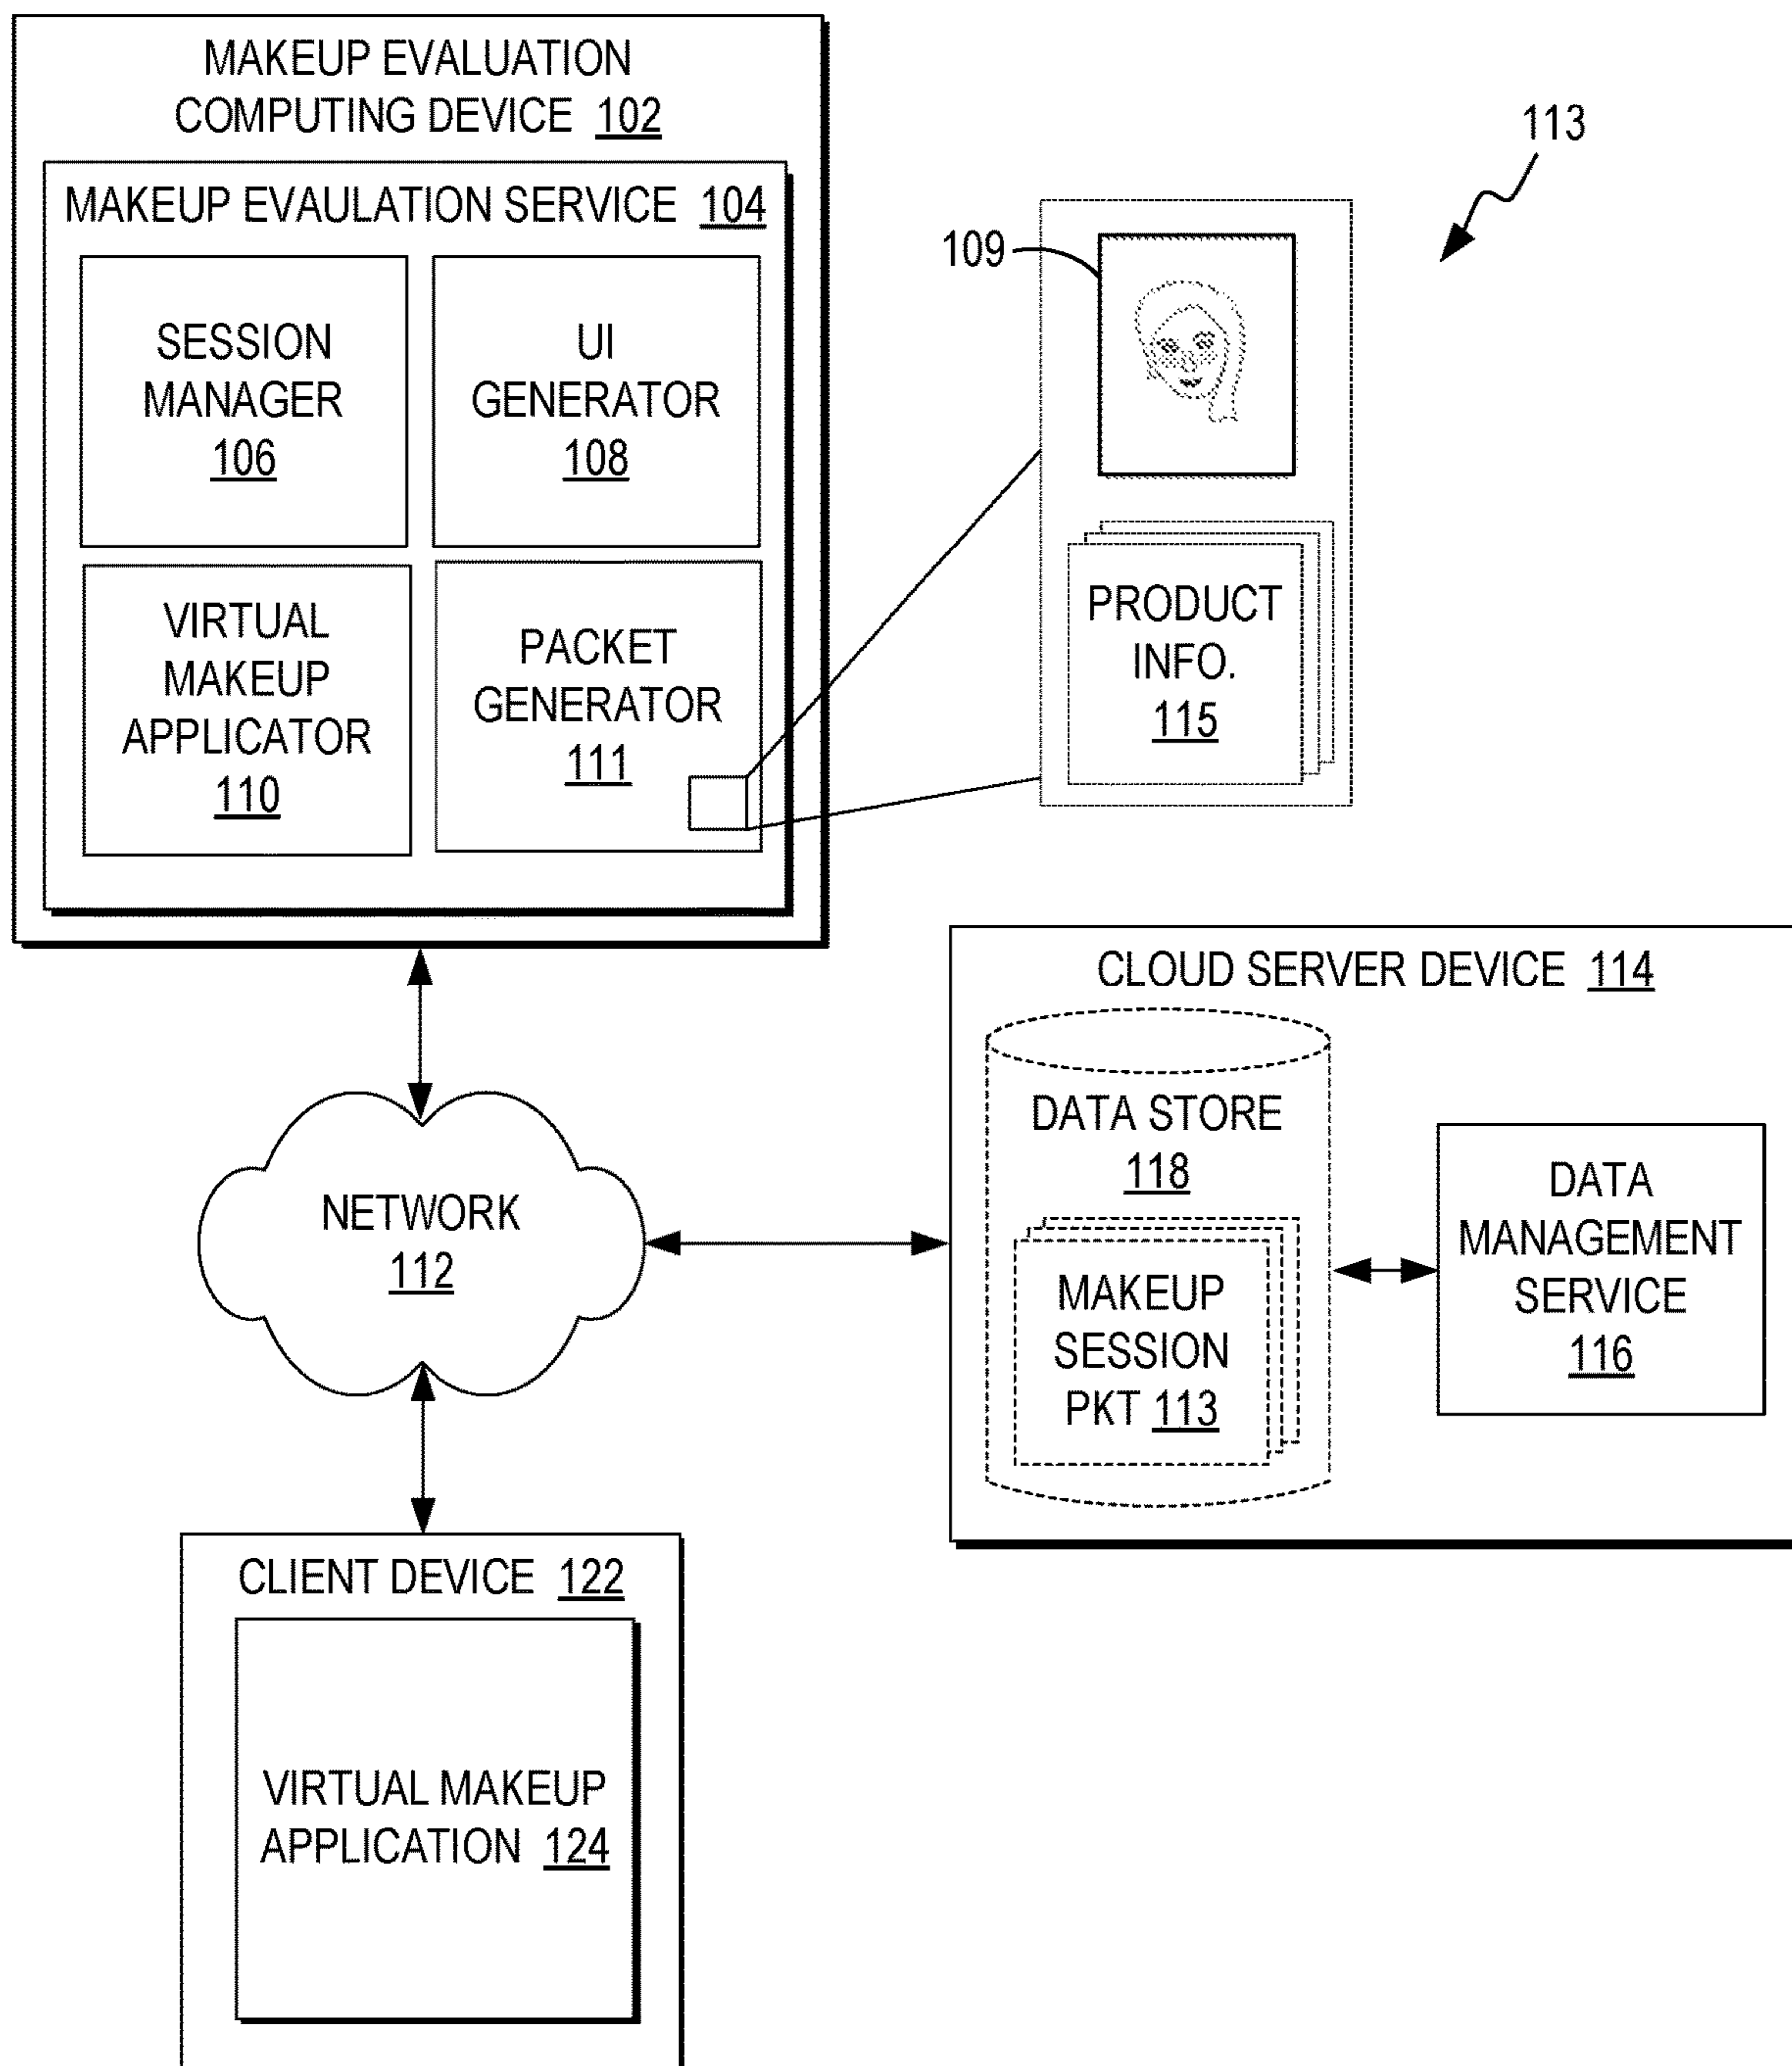 MAKEUP EVALUATION
COMPUTING DEVICE 102
MAKEUP EVAULATION SERVICE 104
SESSION
MANAGER
106
UI
GENERATOR
108
VIRTUAL
MAKEUP
APPLICATOR
110
PACKET
GENERATOR
111
113
109
PRODUCT
INFO.
115
CLOUD SERVER DEVICE 114
DATA STORE
118
MAKEUP
SESSION
PKT 113
DATA
MANAGEMENT
SERVICE
116
NETWORK
112
CLIENT DEVICE 122
VIRTUAL MAKEUP
APPLICATION 124